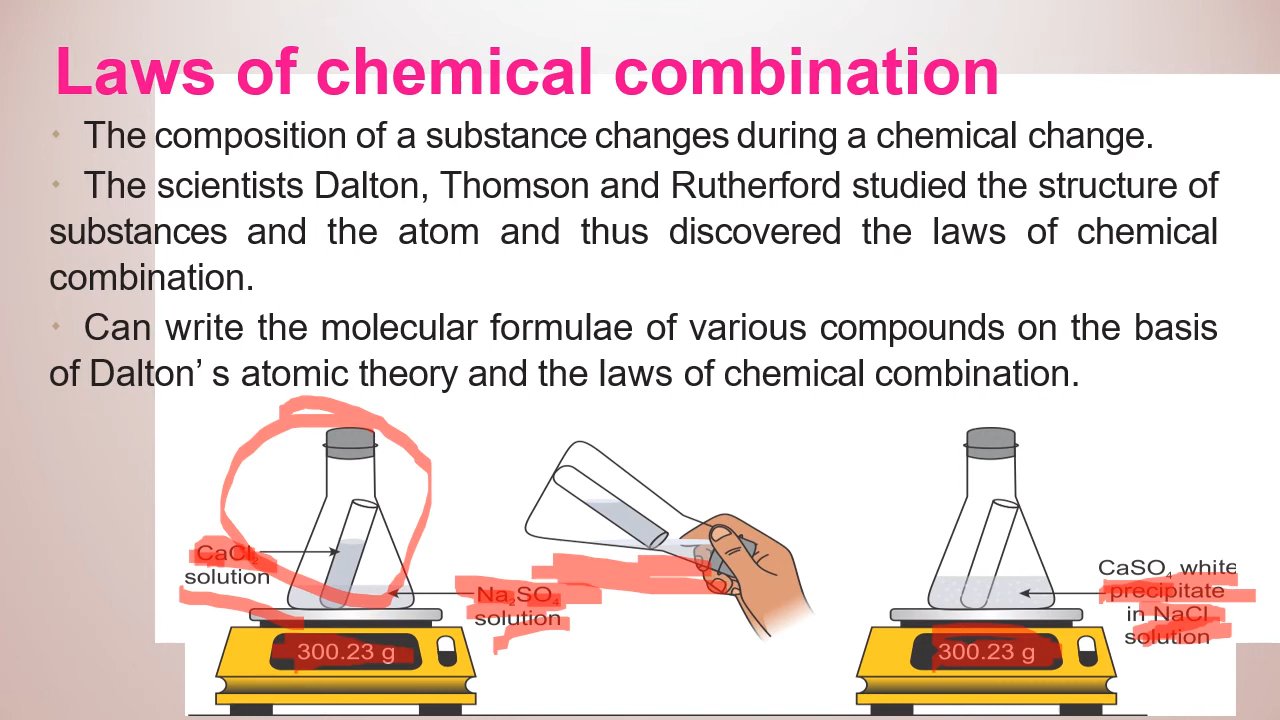 Laws of chemical combination
The composition of a substance changes during a chemical change.
The scientists Dalton, Thomson and Rutherford studied the structure of
substances and the atom and thus discovered the laws of chemical
combination.
Can write the molecular formulae of various compounds on the basis
of Dalton’ s atomic theory and the laws of chemical combination.
CaCl₂
solution
Na₂SO₄
solution
300.23 g
CaSO₄ white
precipitate
in NaCl
solution
300.23 g